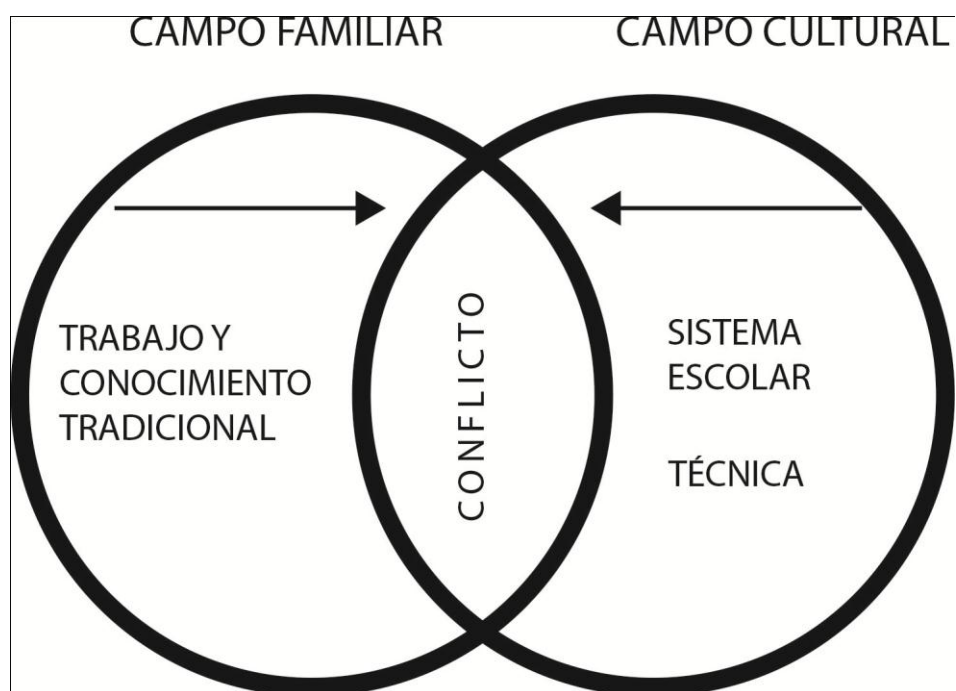 CAMPO FAMILIAR
CAMPO CULTURAL
TRABAJO Y
CONOCIMIENTO
TRADICIONAL
CONFLICTO
SISTEMA
ESCOLAR
TÉCNICA